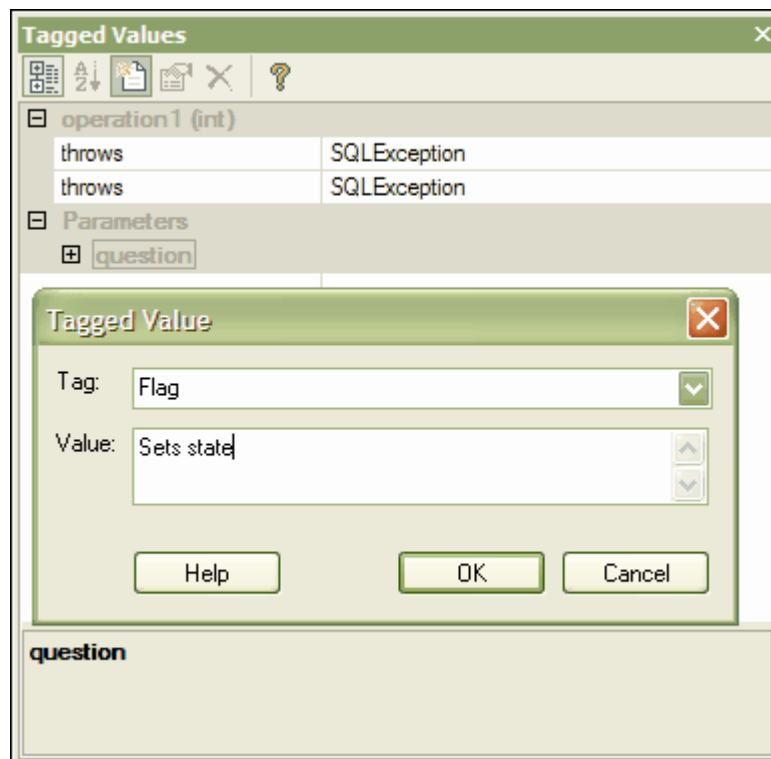 Tagged Values
operation1 (int)
throws SQLException
throws SQLException
Parameters
question
Tagged Value
Tag: Flag
Value: Sets state
Help OK Cancel
question